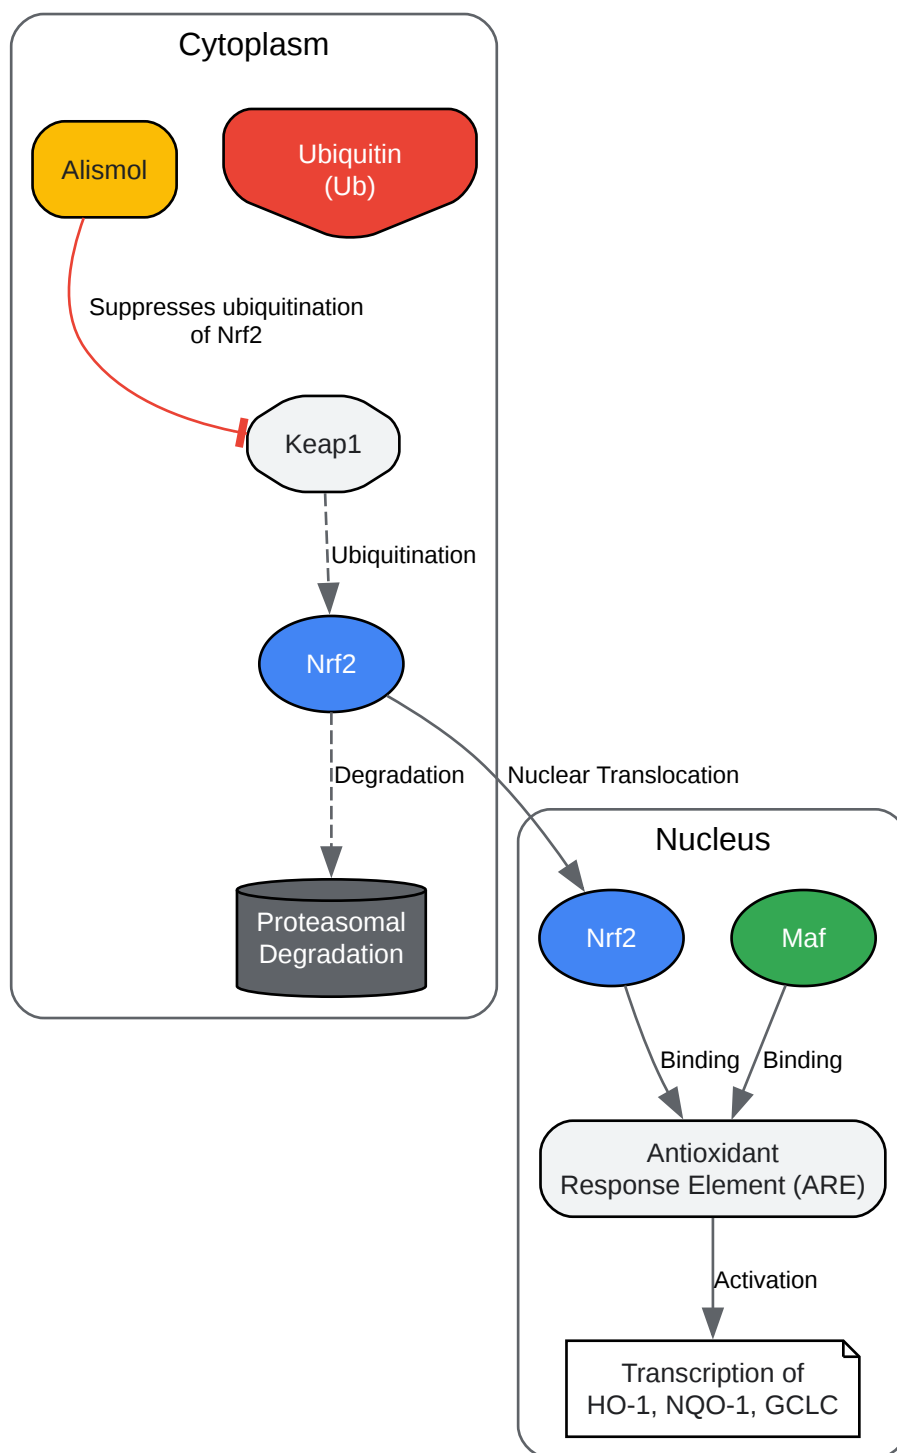 Cytoplasm
Alismol
Ubiquitin
(Ub)
Suppresses ubiquitination
of Nrf2
Keap1
Ubiquitination
Nrf2
Degradation
Nuclear Translocation
Proteasomal
Degradation
Nucleus
Nrf2
Maf
Binding
Binding
Antioxidant
Response Element (ARE)
Activation
Transcription of
HO-1, NQO-1, GCLC